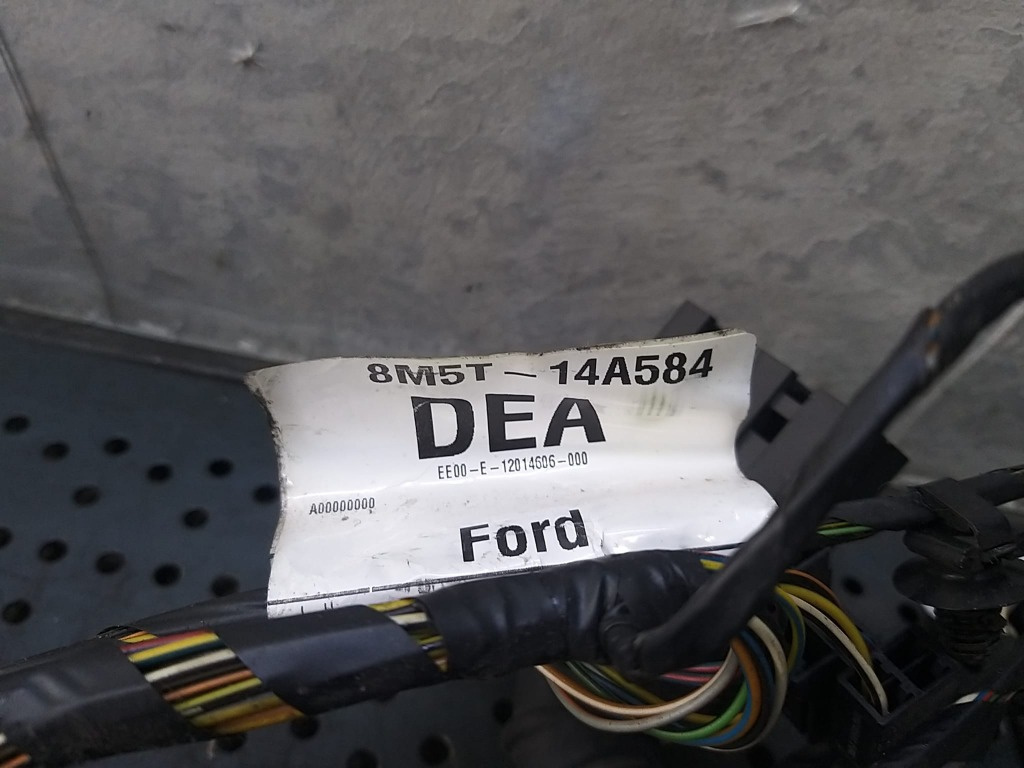 8M5T - 14A584
DEA
EE00-E-12014606-000
A00000000
Ford